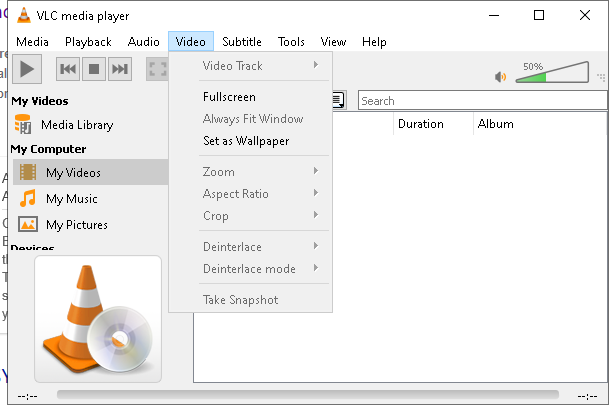 VLC media player
Media Playback Audio Video Subtitle Tools View Help
Video Track
Fullscreen
Always Fit Window
Set as Wallpaper
Zoom
Aspect Ratio
Crop
Deinterlace
Deinterlace mode
Take Snapshot
50%
My Videos
Media Library
My Computer
My Videos
My Music
My Pictures
Devices
Search
Duration Album
--:-- --:--